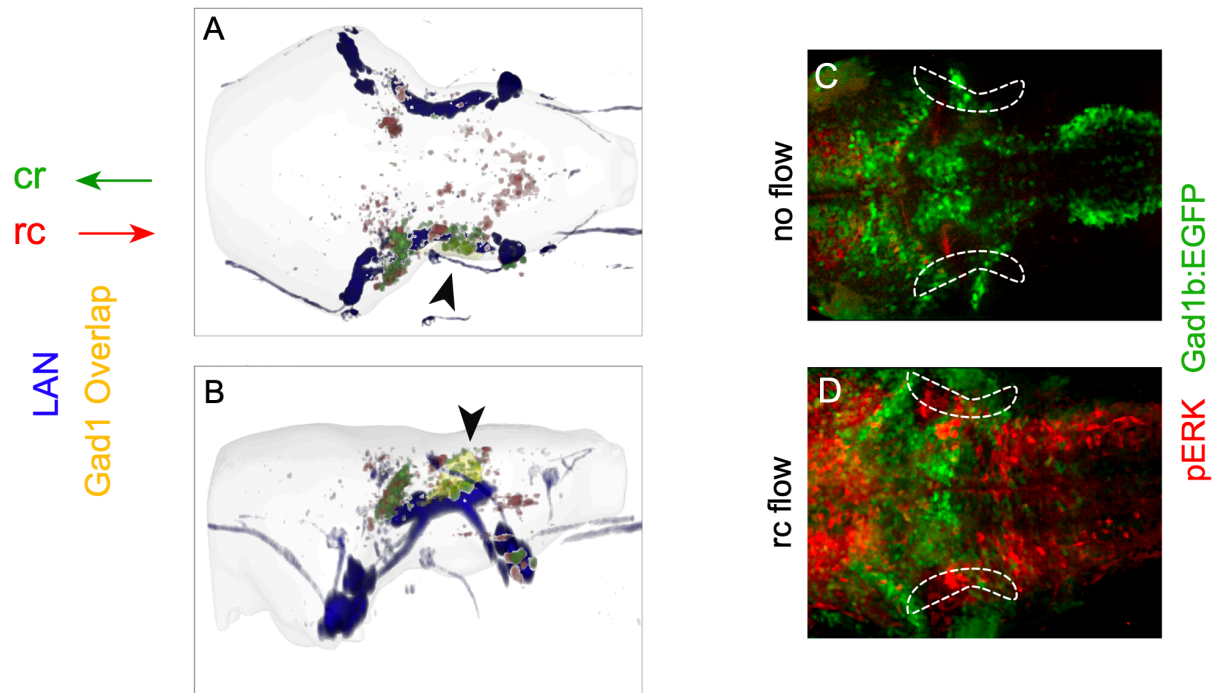 A
B
cr
rc
LAN
Gad1 Overlap
C
D
no flow
rc flow
pERK Gad1b:EGFP